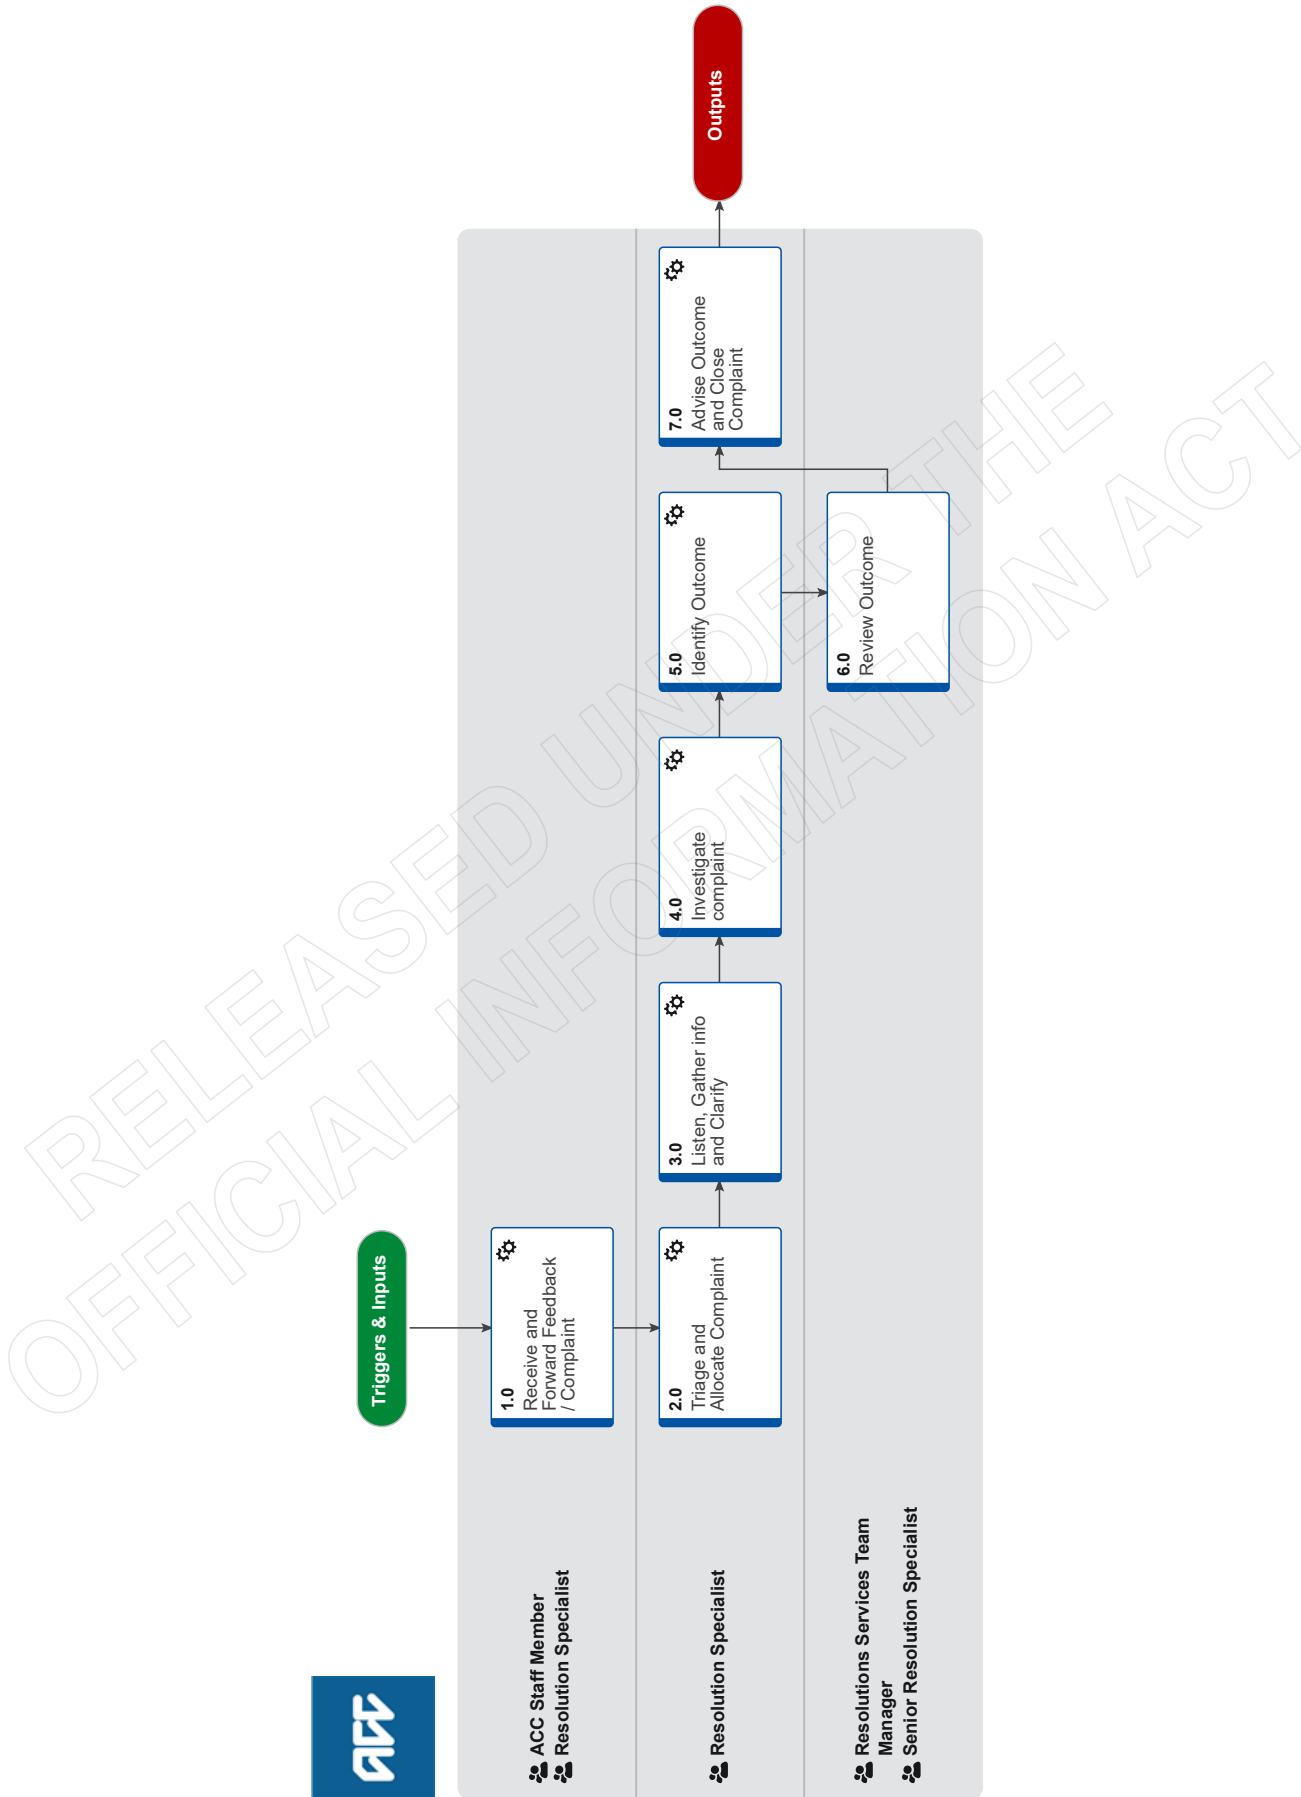 acc
Triggers & Inputs
ACC Staff Member
Resolution Specialist
1.0
Receive and
Forward Feedback
/ Complaint
Resolution Specialist
2.0
Triage and
Allocate Complaint
3.0
Listen, Gather info
and Clarify
4.0
Investigate
complaint
5.0
Identify Outcome
7.0
Advise Outcome
and Close
Complaint
Outputs
Resolutions Services Team
Manager
Senior Resolution Specialist
6.0
Review Outcome
RELEASED UNDER THE
OFFICIAL INFORMATION ACT